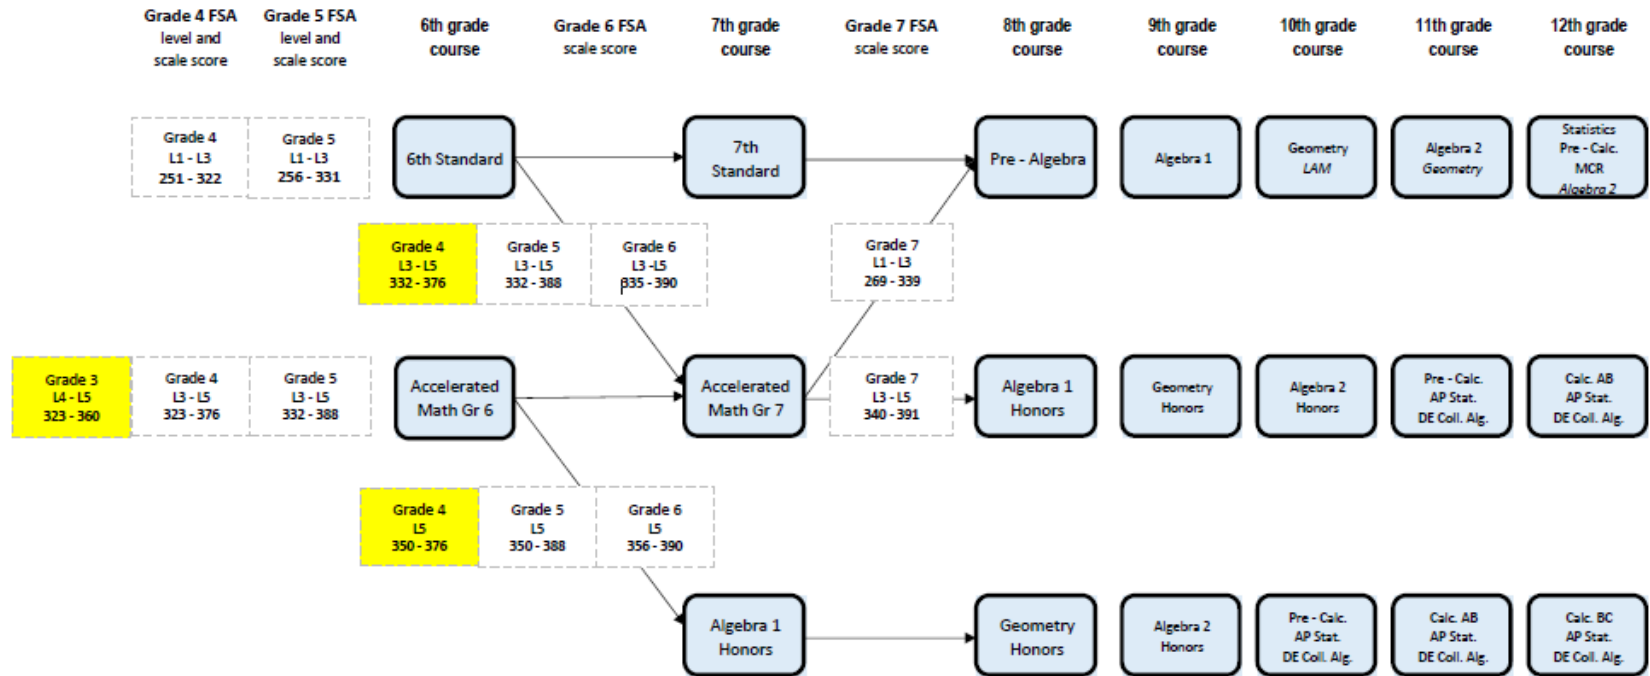 Grade 4 FSA
level and
scale score
Grade 5 FSA
level and
scale score
6th grade
course
Grade 6 FSA
scale score
7th grade
course
Grade 7 FSA
scale score
8th grade
course
9th grade
course
10th grade
course
11th grade
course
12th grade
course
Grade 4
L1 - L3
251 - 322
Grade 5
L1 - L3
256 - 331
6th Standard
7th
Standard
Pre - Algebra
Algebra 1
Geometry
LAM
Algebra 2
Geometry
Statistics
Pre - Calc.
MCR
Algebra 2
Grade 4
L3 - L5
332 - 376
Grade 5
L3 - L5
332 - 388
Grade 6
L3 -L5
335 - 390
Grade 7
L1 - L3
269 - 339
Grade 3
L4 - L5
323 - 360
Grade 4
L3 - L5
323 - 376
Grade 5
L3 - L5
332 - 388
Accelerated
Math Gr 6
Accelerated
Math Gr 7
Grade 7
L3 - L5
340 - 391
Algebra 1
Honors
Geometry
Honors
Algebra 2
Honors
Pre - Calc.
AP Stat.
DE Coll. Alg.
Calc. AB
AP Stat.
DE Coll. Alg.
Grade 4
L5
350 - 376
Grade 5
L5
350 - 388
Grade 6
L5
356 - 390
Algebra 1
Honors
Geometry
Honors
Algebra 2
Honors
Pre - Calc.
AP Stat.
DE Coll. Alg.
Calc. AB
AP Stat.
DE Coll. Alg.
Calc. BC
AP Stat.
DE Coll. Alg.